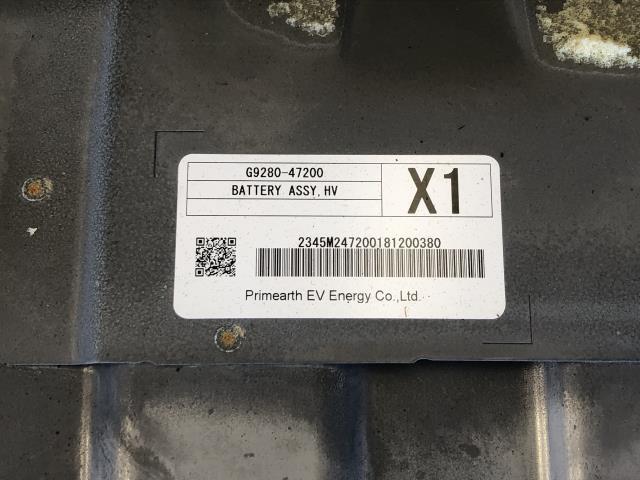 G9280-47200
BATTERY ASSY,HV
X1
2345M247200181200380
Primearth EV Energy Co.,Ltd.